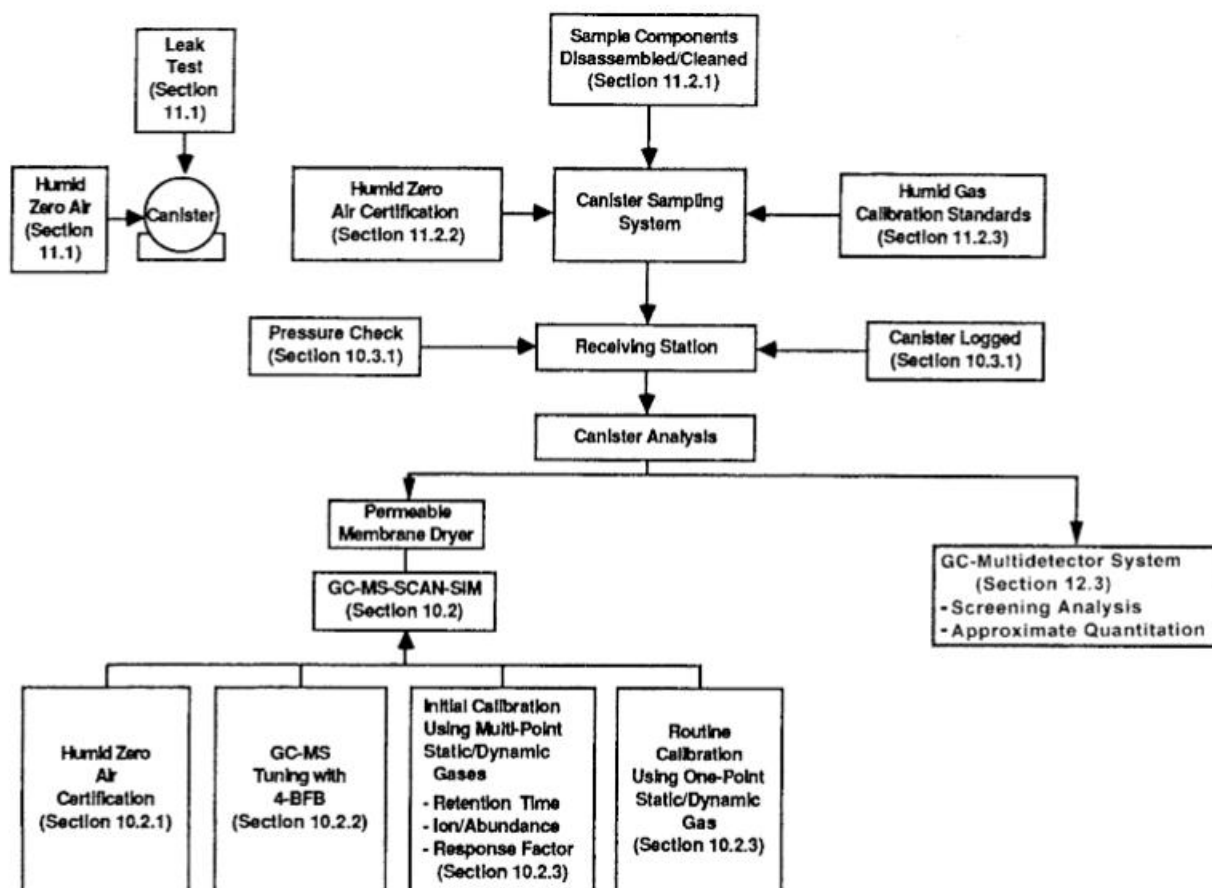 Leak
Test
(Section
11.1)
Humid
Zero Air
(Section
11.1)
Canister
Sample Components
Disassembled/Cleaned
(Section 11.2.1)
Humid Zero
Air Certification
(Section 11.2.2)
Canister Sampling
System
Humid Gas
Calibration Standards
(Section 11.2.3)
Pressure Check
(Section 10.3.1)
Receiving Station
Canister Logged
(Section 10.3.1)
Canister Analysis
Permeable
Membrane Dryer
GC-MS-SCAN-SIM
(Section 10.2)
GC-Multidetector System
(Section 12.3)
- Screening Analysis
- Approximate Quantitation
Humid Zero
Air
Certification
(Section 10.2.1)
GC-MS
Tuning with
4-BFB
(Section 10.2.2)
Initial Calibration
Using Multi-Point
Static/Dynamic
Gases
- Retention Time
- Ion/Abundance
- Response Factor
(Section 10.2.3)
Routine
Calibration
Using One-Point
Static/Dynamic
Gas
(Section 10.2.3)